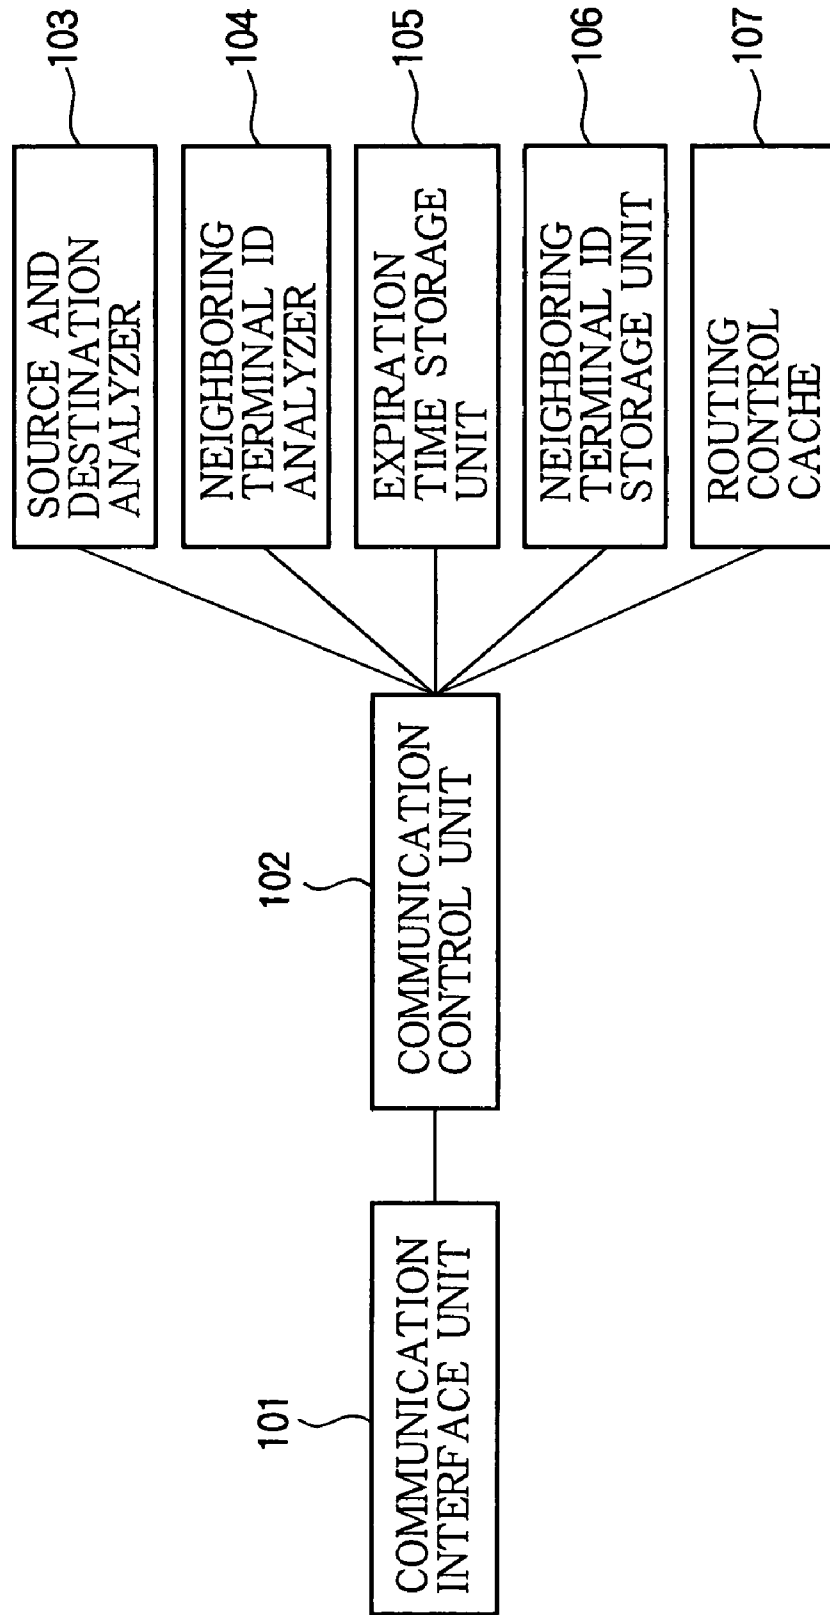 101
COMMUNICATION
INTERFACE UNIT
102
COMMUNICATION
CONTROL UNIT
SOURCE AND
DESTINATION
ANALYZER
103
NEIGHBORING
TERMINAL ID
ANALYZER
104
EXPIRATION
TIME STORAGE
UNIT
105
NEIGHBORING
TERMINAL ID
STORAGE UNIT
106
ROUTING
CONTROL
CACHE
107